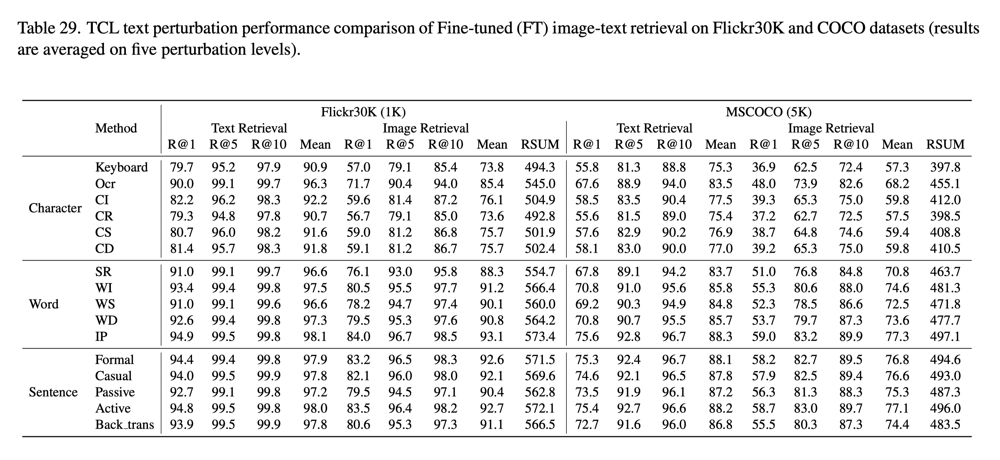 Table 29. TCL text perturbation performance comparison of Fine-tuned (FT) image-text retrieval on Flickr30K and COCO datasets (results
are averaged on five perturbation levels).
Flickr30K (1K) MSCOCO (5K)
Method Text Retrieval Image Retrieval Text Retrieval Image Retrieval
R@1 R@5 R@10 Mean R@1 R@5 R@10 Mean RSUM R@1 R@5 R@10 Mean R@1 R@5 R@10 Mean RSUM
Keyboard 79.7 95.2 97.9 90.9 57.0 79.1 85.4 73.8 494.3 55.8 81.3 88.8 75.3 36.9 62.5 72.4 57.3 397.8
Ocr 90.0 99.1 99.7 96.3 71.7 90.4 94.0 85.4 545.0 67.6 88.9 94.0 83.5 48.0 73.9 82.6 68.2 455.1
CI 82.2 96.2 98.3 92.2 59.6 81.4 87.2 76.1 504.9 58.5 83.5 90.4 77.5 39.3 65.3 75.0 59.8 412.0
Character
CR 79.3 94.8 97.8 90.7 56.7 79.1 85.0 73.6 492.8 55.6 81.5 89.0 75.4 37.2 62.7 72.5 57.5 398.5
CS 80.7 96.0 98.2 91.6 59.0 81.2 86.8 75.7 501.9 57.6 82.9 90.2 76.9 38.7 64.8 74.6 59.4 408.8
CD 81.4 95.7 98.3 91.8 59.1 81.2 86.7 75.7 502.4 58.1 83.0 90.0 77.0 39.2 65.3 75.0 59.8 410.5
SR 91.0 99.1 99.7 96.6 76.1 93.0 95.8 88.3 554.7 67.8 89.1 94.2 83.7 51.0 76.8 84.8 70.8 463.7
WI 93.4 99.4 99.8 97.5 80.5 95.5 97.7 91.2 566.4 70.8 91.0 95.6 85.8 55.3 80.6 88.0 74.6 481.3
Word WS 91.0 99.1 99.6 96.6 78.2 94.7 97.4 90.1 560.0 69.2 90.3 94.9 84.8 52.3 78.5 86.6 72.5 471.8
WD 92.6 99.4 99.8 97.3 79.5 95.3 97.6 90.8 564.2 70.8 90.7 95.5 85.7 53.7 79.7 87.3 73.6 477.7
IP 94.9 99.5 99.8 98.1 84.0 96.7 98.5 93.1 573.4 75.6 92.8 96.7 88.3 59.0 83.2 89.9 77.3 497.1
Formal 94.4 99.4 99.8 97.9 83.2 96.5 98.3 92.6 571.5 75.3 92.4 96.7 88.1 58.2 82.7 89.5 76.8 494.6
Casual 94.0 99.5 99.9 97.8 82.1 96.0 98.0 92.1 569.6 74.6 92.1 96.5 87.8 57.9 82.5 89.4 76.6 493.0
Sentence Passive 92.7 99.1 99.8 97.2 79.5 94.5 97.1 90.4 562.8 73.5 91.9 96.1 87.2 56.3 81.3 88.3 75.3 487.3
Active 94.8 99.5 99.8 98.0 83.5 96.4 98.2 92.7 572.1 75.4 92.7 96.6 88.2 58.7 83.0 89.7 77.1 496.0
Back_trans 93.9 99.5 99.9 97.8 80.6 95.3 97.3 91.1 566.5 72.7 91.6 96.0 86.8 55.5 80.3 87.3 74.4 483.5